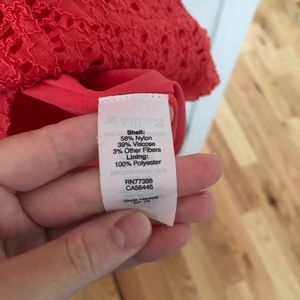 Shell:
58% Nylon
39% Viscose
3% Other Fibers
Lining:
100% Polyester
RN77388
CA56445